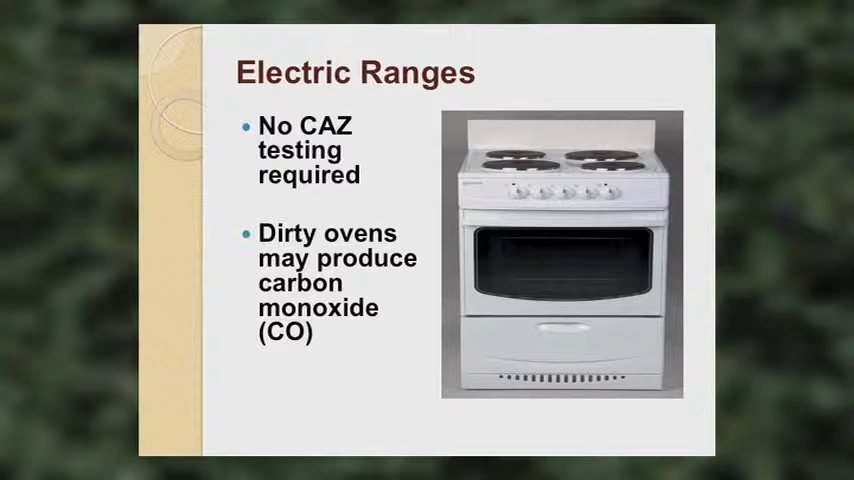 Electric Ranges
• No CAZ
testing
required
• Dirty ovens
may produce
carbon
monoxide
(CO)